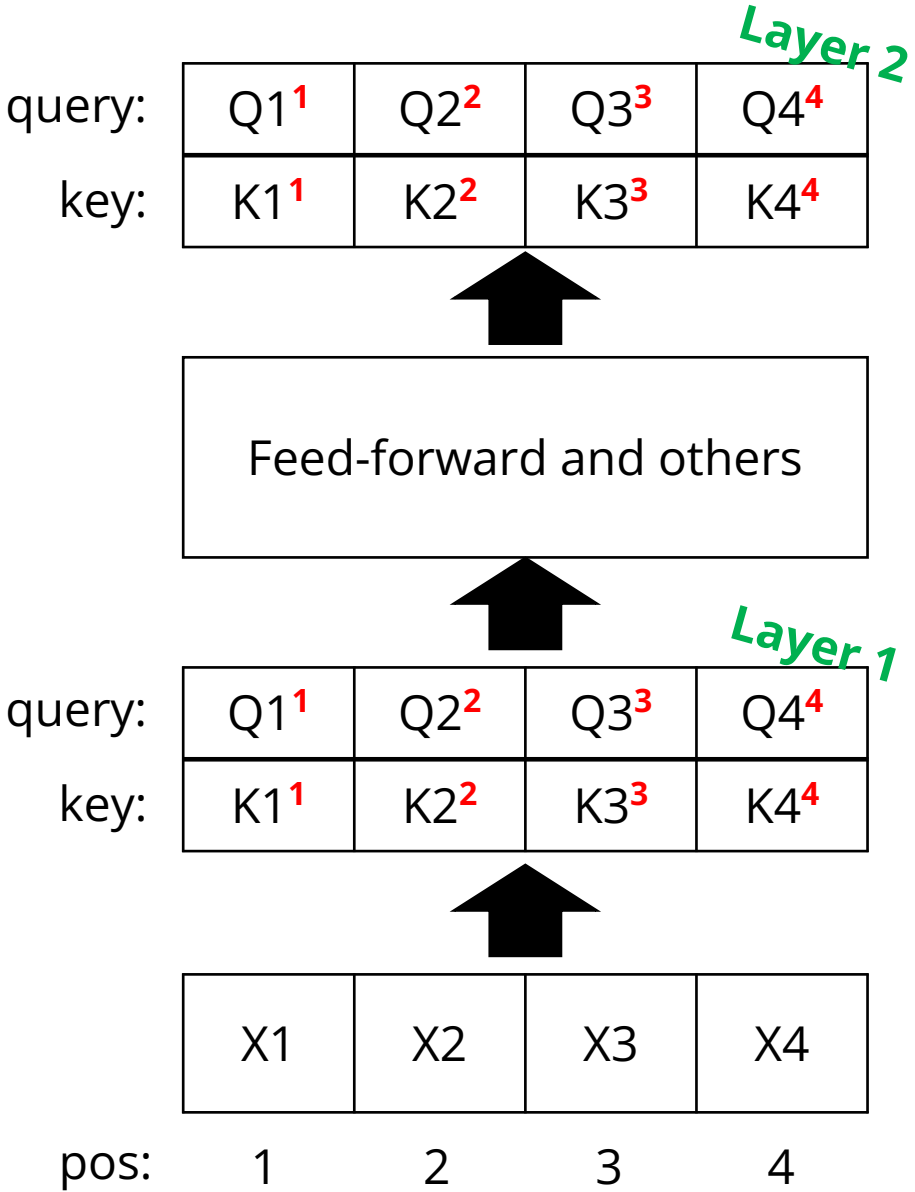 Layer 2
query: Q1¹ Q2² Q3³ Q4⁴
key: K1¹ K2² K3³ K4⁴
Feed-forward and others
Layer 1
query: Q1¹ Q2² Q3³ Q4⁴
key: K1¹ K2² K3³ K4⁴
X1 X2 X3 X4
pos: 1 2 3 4